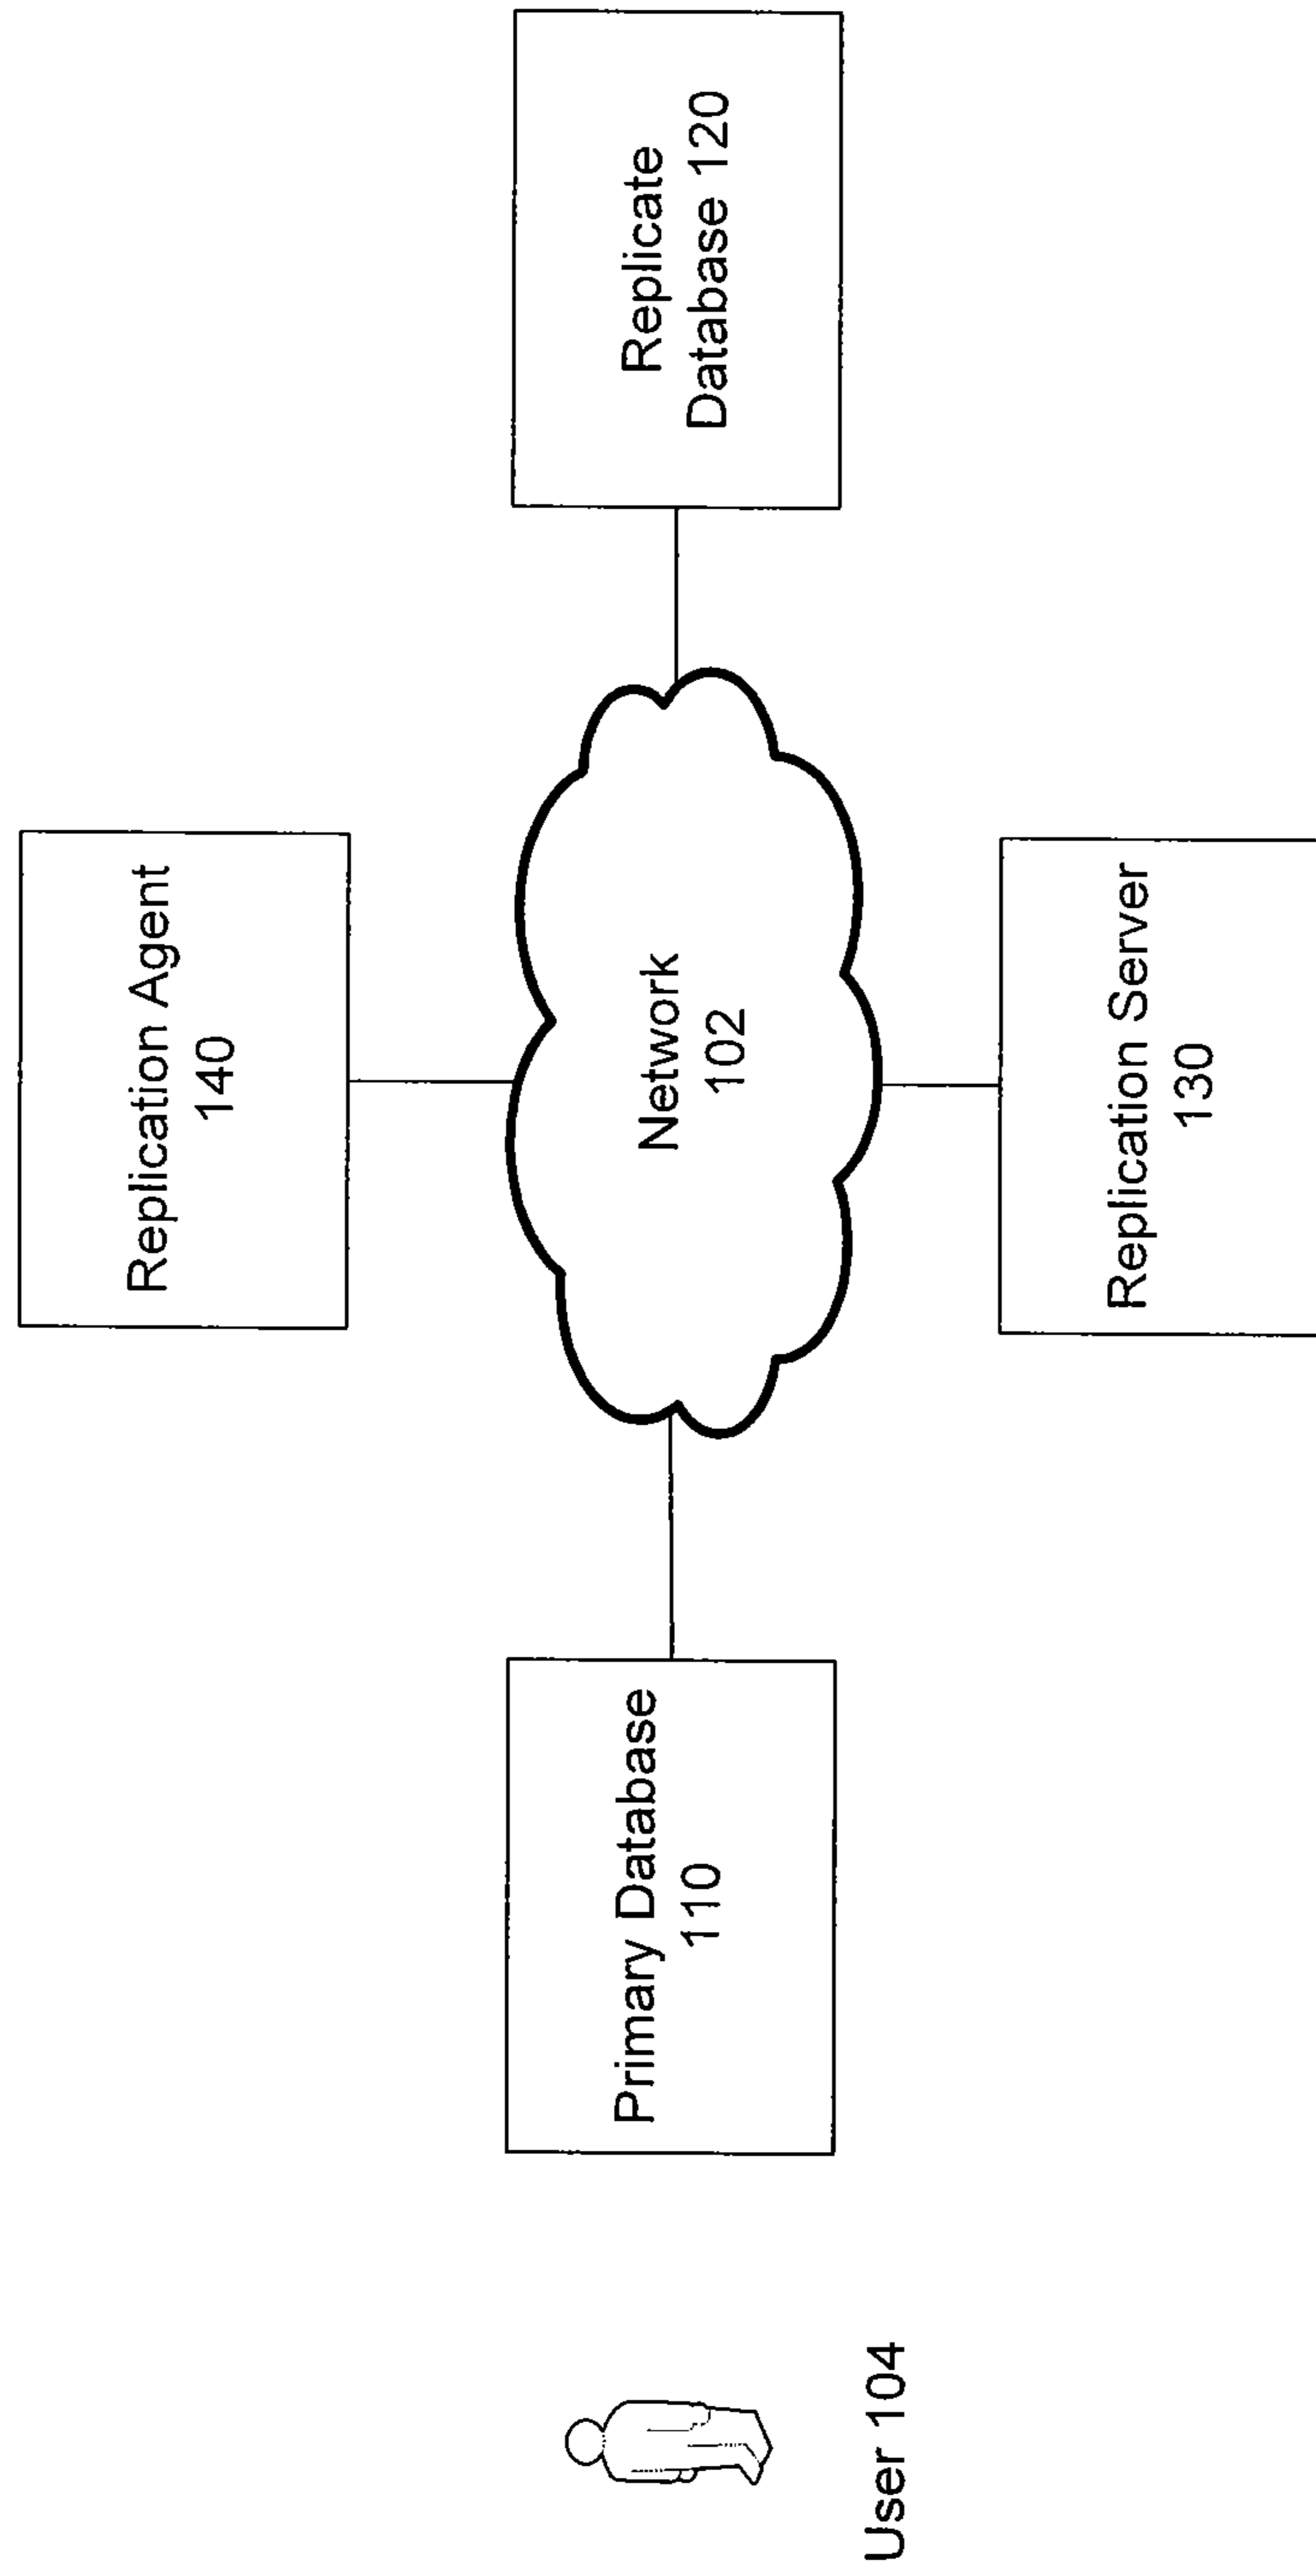 Replication Agent
140
User 104
Primary Database
110
Network
102
Replicate
Database 120
Replication Server
130